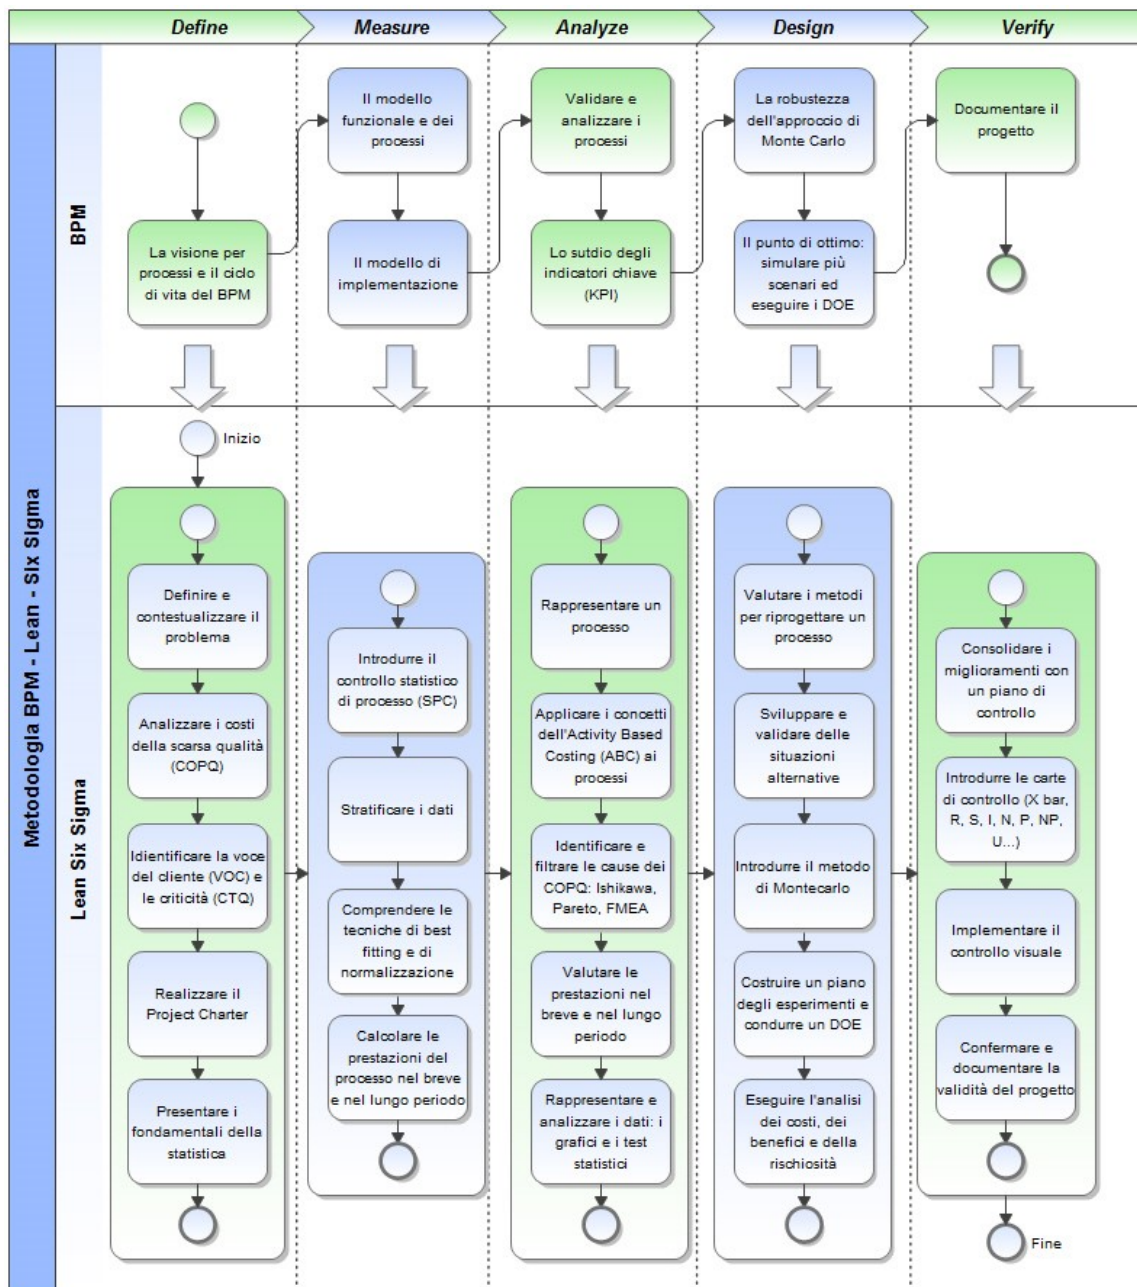 Define
Measure
Analyze
Design
Verify
Metodologia BPM - Lean - Six Sigma
BPM
La visione per
processi e il ciclo
di vita del BPM
Il modello
funzionale e dei
processi
Il modello di
implementazione
Validare e
analizzare i
processi
Lo sutdio degli
indicatori chiave
(KPI)
La robustezza
dell'approccio di
Monte Carlo
Il punto di ottimo:
simulare più
scenari ed
eseguire i DOE
Documentare il
progetto
Lean Six Sigma
Inizio
Definire e
contestualizzare il
problema
Analizzare i costi
della scarsa qualità
(COPQ)
Idientificare la voce
del cliente (VOC) e
le criticità (CTQ)
Realizzare il
Project Charter
Presentare i
fondamentali della
statistica
Introdurre il
controllo statistico
di processo (SPC)
Stratificare i dati
Comprendere le
tecniche di best
fitting e di
normalizzazione
Calcolare le
prestazioni del
processo nel breve
e nel lungo periodo
Rappresentare un
processo
Applicare i concetti
dell'Activity Based
Costing (ABC) ai
processi
Identificare e
filtrare le cause dei
COPQ: Ishikawa,
Pareto, FMEA
Valutare le
prestazioni nel
breve e nel lungo
periodo
Rappresentare e
analizzare i dati: i
grafici e i test
statistici
Valutare i metodi
per riprogettare un
processo
Sviluppare e
validare delle
situazioni
alternative
Introdurre il metodo
di Montecarlo
Costruire un piano
degli esperimenti e
condurre un DOE
Eseguire l'analisi
dei costi, dei
benefici e della
rischiosità
Consolidare i
miglioramenti con
un piano di
controllo
Introdurre le carte
di controllo (X bar,
R, S, I, N, P, NP,
U...)
Implementare il
controllo visuale
Confermare e
documentare la
validità del progetto
Fine